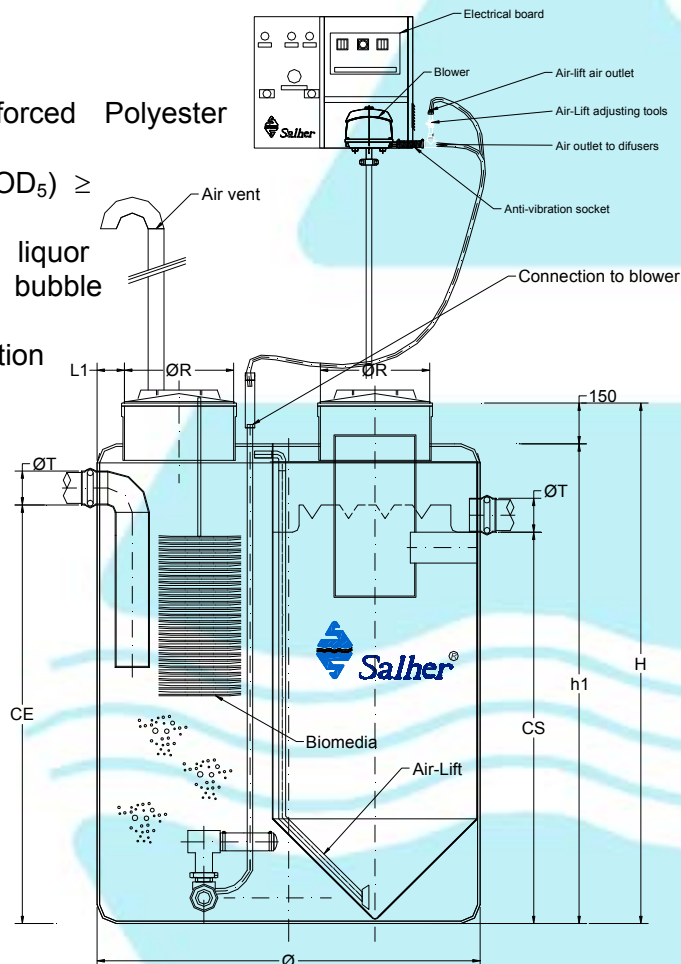 Electrical board
Blower
Air-lift air outlet
Air-Lift adjusting tools
Air outlet to difusers
Anti-vibration socket
Salher
forced Polyester
OD₅) ≥
liquor
bubble
tion
Air vent
Connection to blower
L1
ØR
ØR
150
ØT
ØT
Salher®
H
h1
CE
CS
Biomedia
Air-Lift
Ø